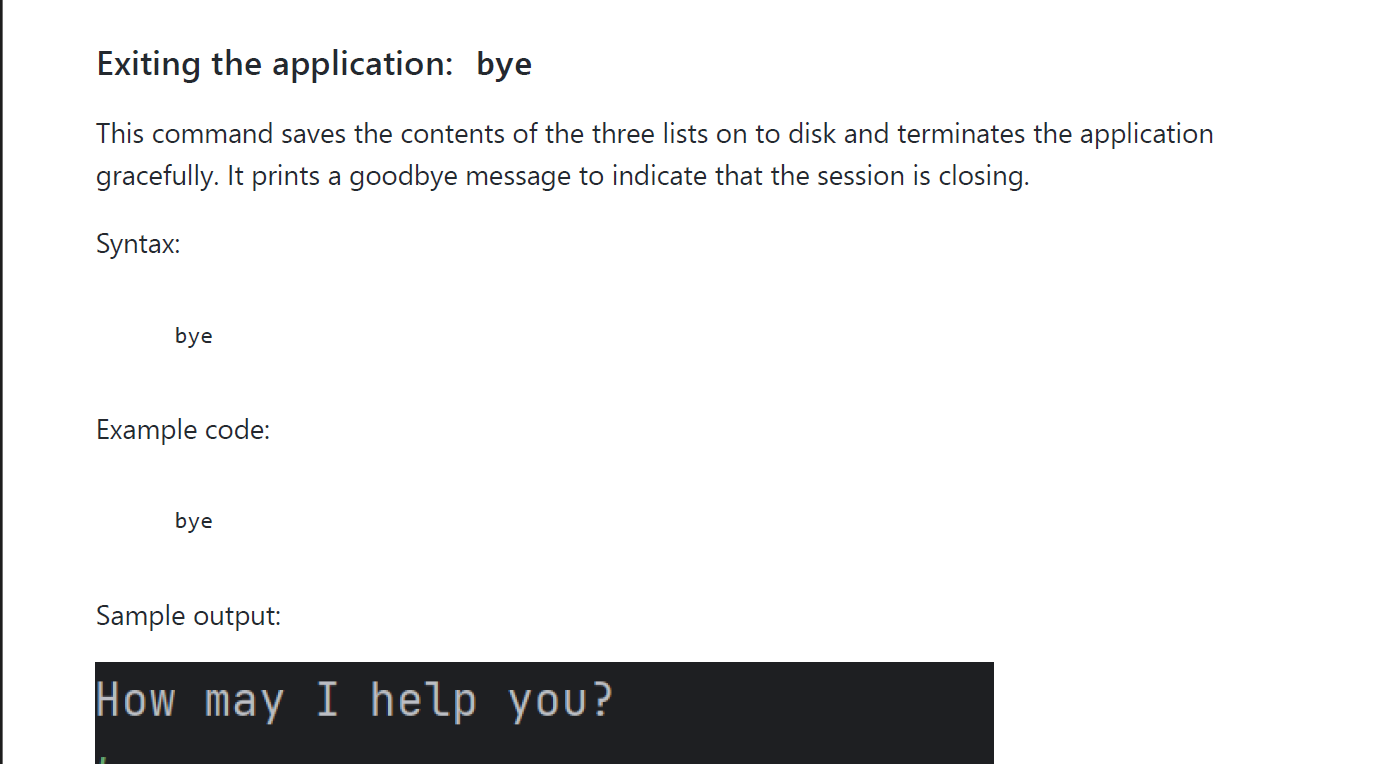 Exiting the application: bye
This command saves the contents of the three lists on to disk and terminates the application
gracefully. It prints a goodbye message to indicate that the session is closing.
Syntax:
bye
Example code:
bye
Sample output:
How may I help you?